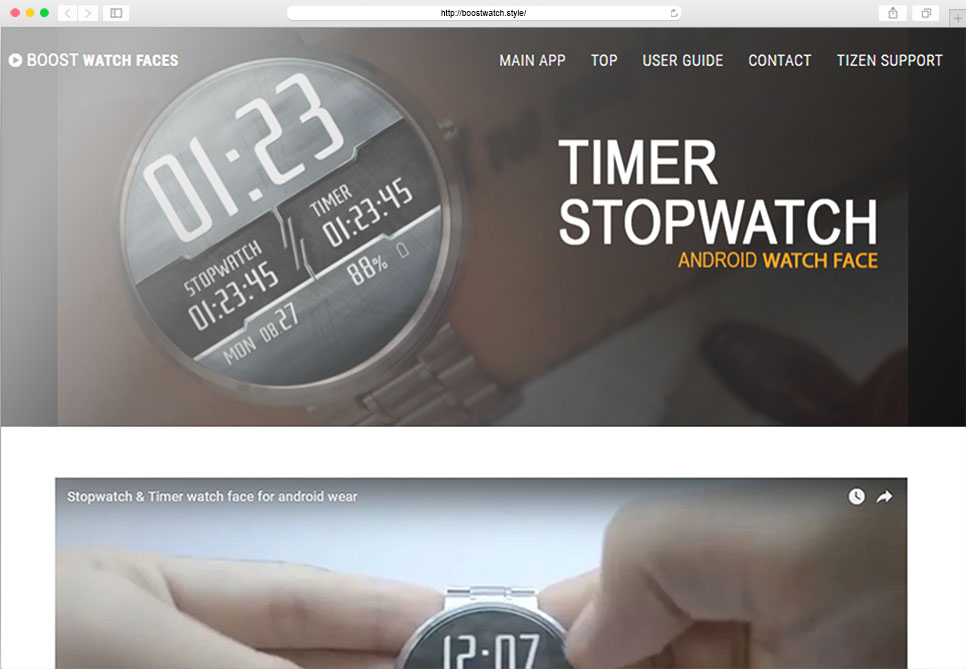 http://boostwatch.style/
BOOST WATCH FACES
MAIN APP
TOP
USER GUIDE
CONTACT
TIZEN SUPPORT
01:23
STOPWATCH
01:23:45
TIMER
01:23:45
88%
MON 08.27
TIMER
STOPWATCH
ANDROID WATCH FACE
Stopwatch & Timer watch face for android wear
12:07